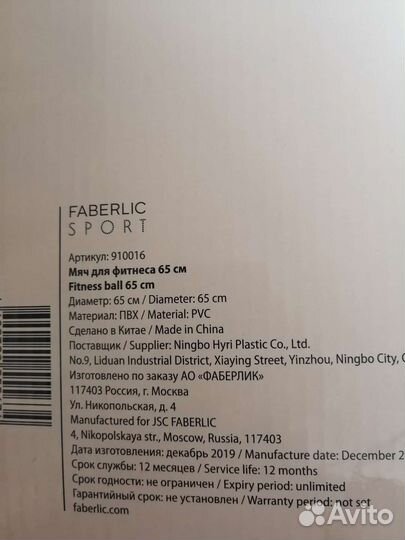 FABERLIC
SPORT
Артикул: 910016
Мяч для фитнеса 65 см
Fitness ball 65 cm
Диаметр: 65 см / Diameter: 65 cm
Материал: ПВХ / Material: PVC
Сделано в Китае / Made in China
Поставщик / Supplier: Ningbo Hyri Plastic Co., Ltd.
No.9, Liduan Industrial District, Xiaying Street, Yinzhou, Ningbo City,
Изготовлено по заказу АО «ФАБЕРЛИК»
117403 Россия, г. Москва
Ул. Никопольская, д. 4
Manufactured for JSC FABERLIC
4, Nikopolskaya str., Moscow, Russia, 117403
Дата изготовления: декабрь 2019 / Manufacture date: December 2
Срок службы: 12 месяцев / Service life: 12 months
Срок годности: не ограничен / Expiry period: unlimited
Гарантийный срок: не установлен / Warranty period: not set
faberlic.com
Avito